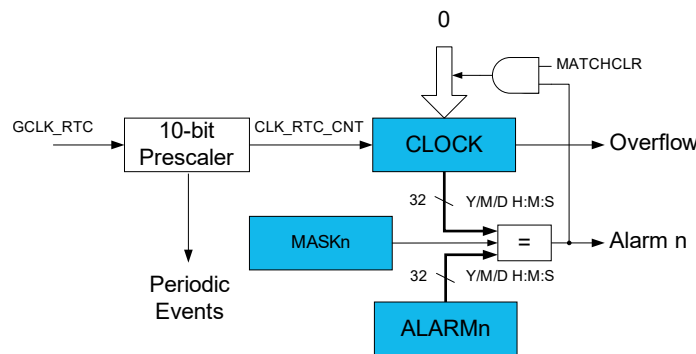 0
MATCHCLR
GCLK_RTC
10-bit
Prescaler
CLK_RTC_CNT
CLOCK
Overflow
32
Y/M/D H:M:S
MASKn
=
Alarm n
32
Y/M/D H:M:S
Periodic
Events
ALARMn